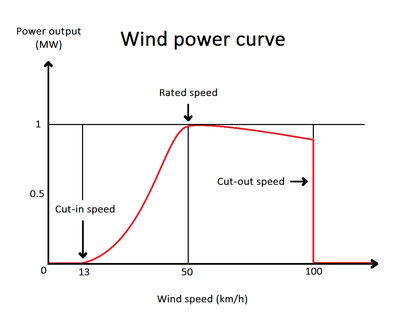 Wind power curve
Power output
(MW)
Rated speed
1
Cut-out speed
0.5
Cut-in speed
0
13
50
100
Wind speed (km/h)